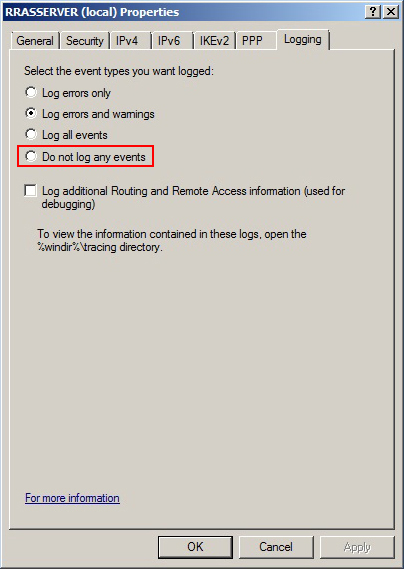 RRASSERVER (local) Properties
General Security IPv4 IPv6 IKEv2 PPP Logging
Select the event types you want logged:
Log errors only
Log errors and warnings
Log all events
Do not log any events
Log additional Routing and Remote Access information (used for
debugging)
To view the information contained in these logs, open the
%windir%\tracing directory.
For more information
OK Cancel Apply